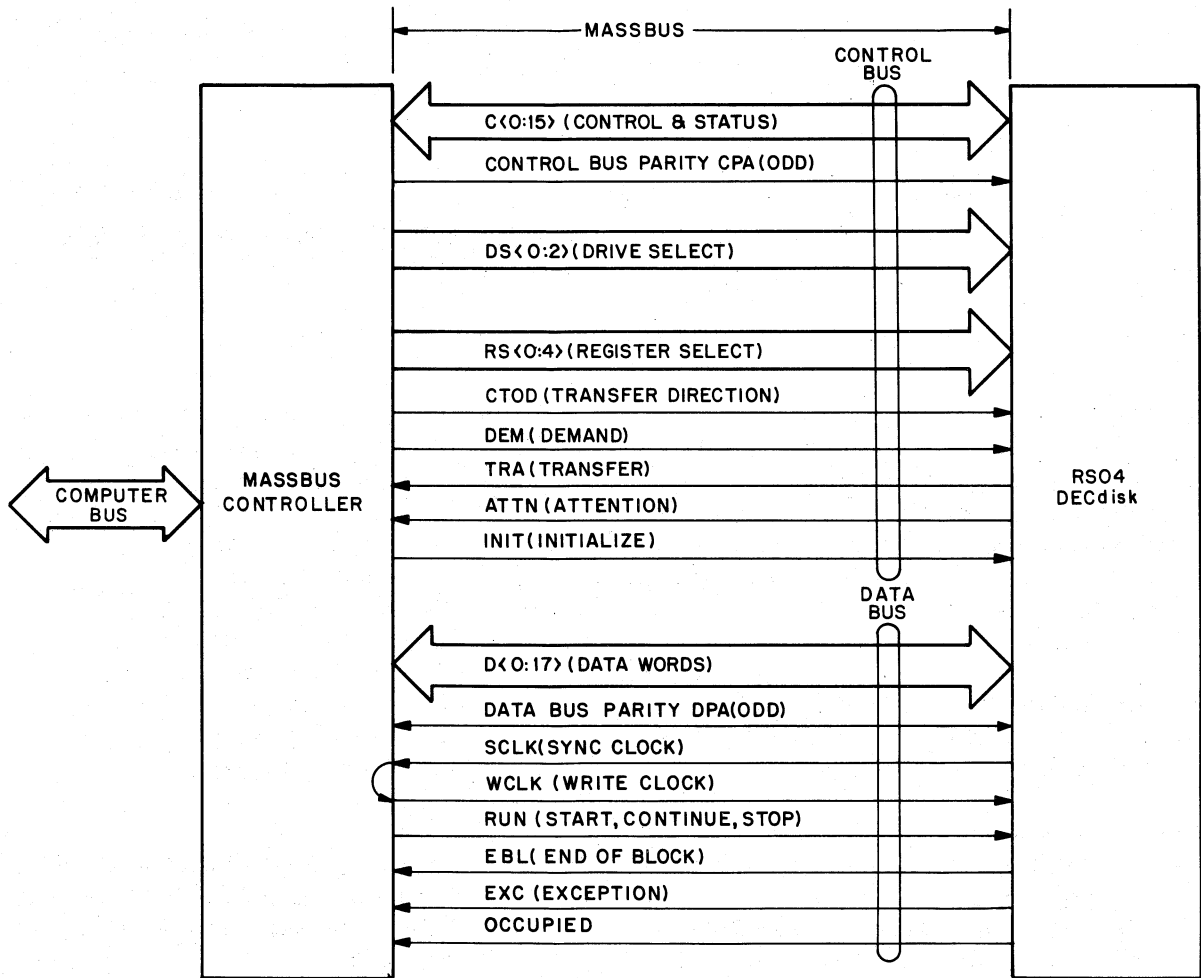 MASSBUS
CONTROL
BUS
C<0:15> (CONTROL & STATUS)
CONTROL BUS PARITY CPA(ODD)
DS<0:2>(DRIVE SELECT)
RS<0:4>(REGISTER SELECT)
CTOD (TRANSFER DIRECTION)
DEM (DEMAND)
TRA (TRANSFER)
ATTN (ATTENTION)
INIT(INITIALIZE)
COMPUTER
BUS
MASSBUS
CONTROLLER
RS04
DECdisk
DATA
BUS
D<0:17> (DATA WORDS)
DATA BUS PARITY DPA(ODD)
SCLK(SYNC CLOCK)
WCLK (WRITE CLOCK)
RUN (START, CONTINUE, STOP)
EBL( END OF BLOCK)
EXC (EXCEPTION)
OCCUPIED